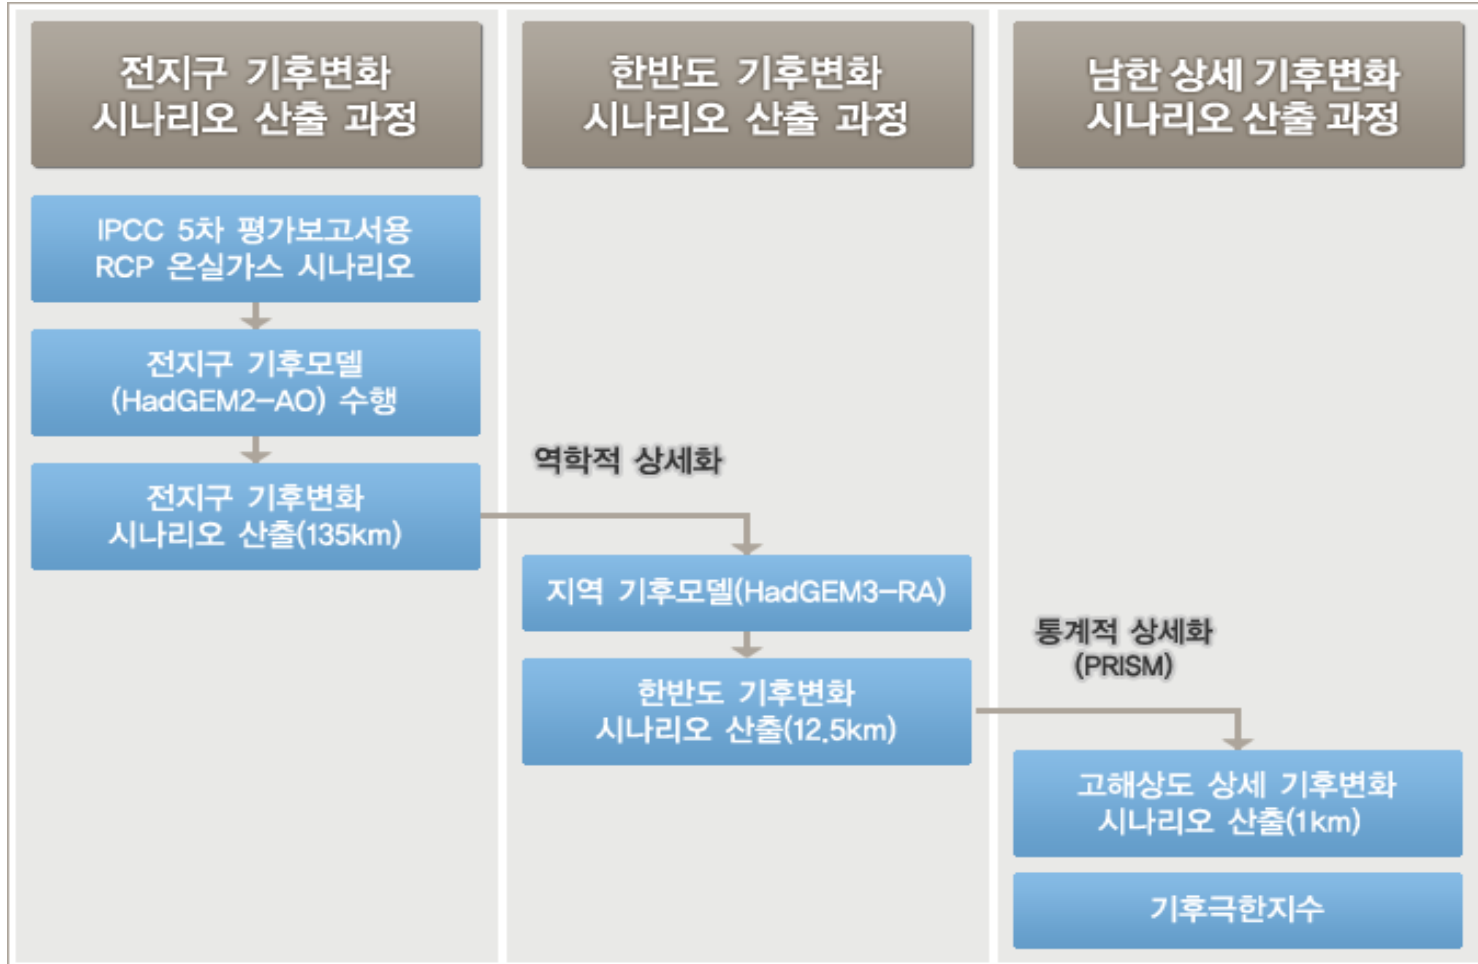 전지구 기후변화
시나리오 산출 과정
IPCC 5차 평가보고서용
RCP 온실가스 시나리오
전지구 기후모델
(HadGEM2-AO) 수행
전지구 기후변화
시나리오 산출(135km)
한반도 기후변화
시나리오 산출 과정
역학적 상세화
지역 기후모델(HadGEM3-RA)
한반도 기후변화
시나리오 산출(12.5km)
남한 상세 기후변화
시나리오 산출 과정
통계적 상세화
(PRISM)
고해상도 상세 기후변화
시나리오 산출(1km)
기후극한지수